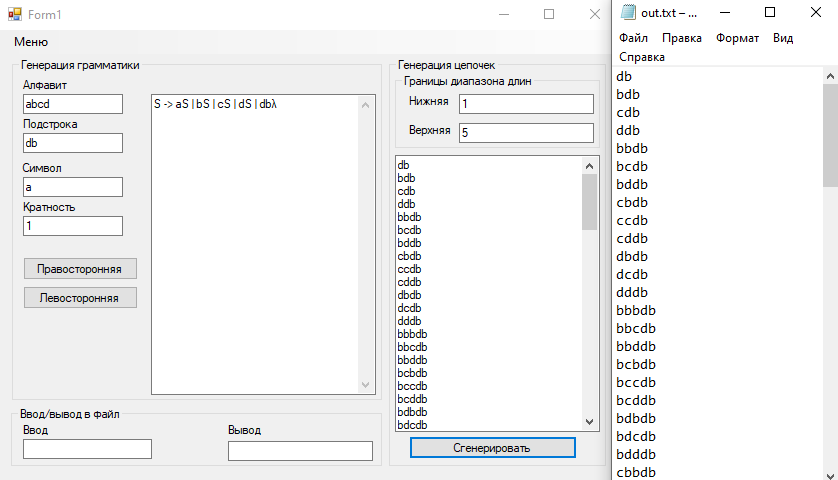 Form1
Меню
Генерация грамматики
Алфавит
abcd
Подстрока
db
Символ
a
Кратность
1
Правосторонняя
Левосторонняя
S -> aS|bS|cS|dS|dbλ
Ввод/вывод в файл
Ввод
Вывод
Генерация цепочек
Границы диапазона длин
Нижняя 1
Верхняя 5
db
bdb
cdb
ddb
bbdb
bcdb
bddb
cbdb
ccdb
cddb
dbdb
dcdb
dddb
bbbdb
bbcdb
bbddb
bcbdb
bccdb
bcddb
bdbdb
bdcdb
Сгенерировать
out.txt – ...
Файл Правка Формат Вид
Справка
db
bdb
cdb
ddb
bbdb
bcdb
bddb
cbdb
ccdb
cddb
dbdb
dcdb
dddb
bbbdb
bbcdb
bbddb
bcbdb
bccdb
bcddb
bdbdb
bdcdb
bdddb
cbbdb